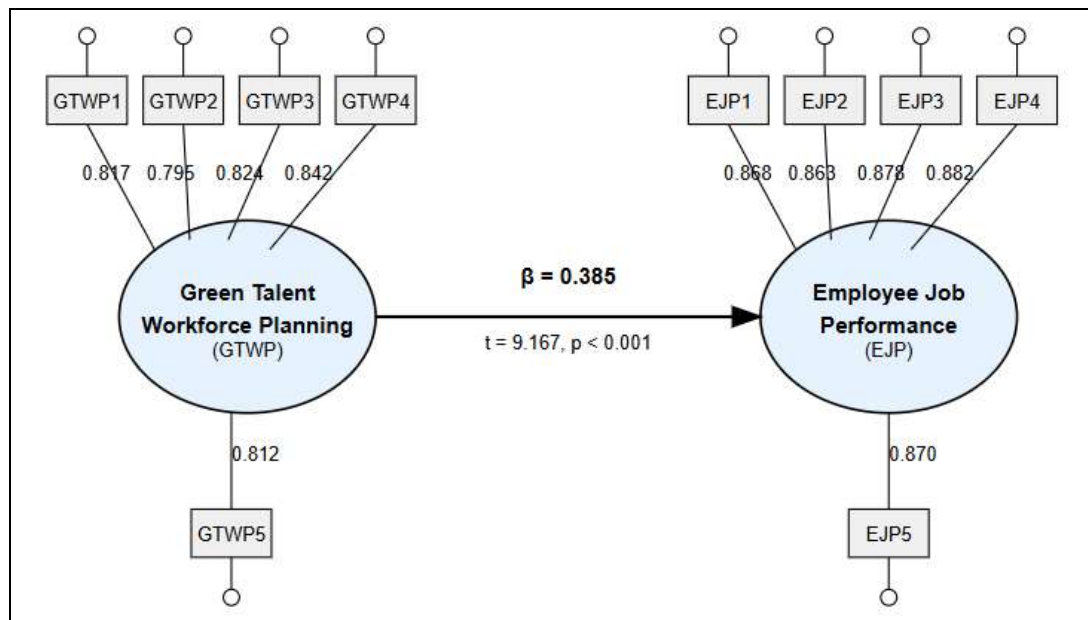 GTWP1 GTWP2 GTWP3 GTWP4
EJP1 EJP2 EJP3 EJP4
0.817 0.795 0.824 0.842
0.868 0.863 0.878 0.882
Green Talent
Workforce Planning
(GTWP)
β = 0.385
t = 9.167, p < 0.001
Employee Job
Performance
(EJP)
0.812
0.870
GTWP5
EJP5